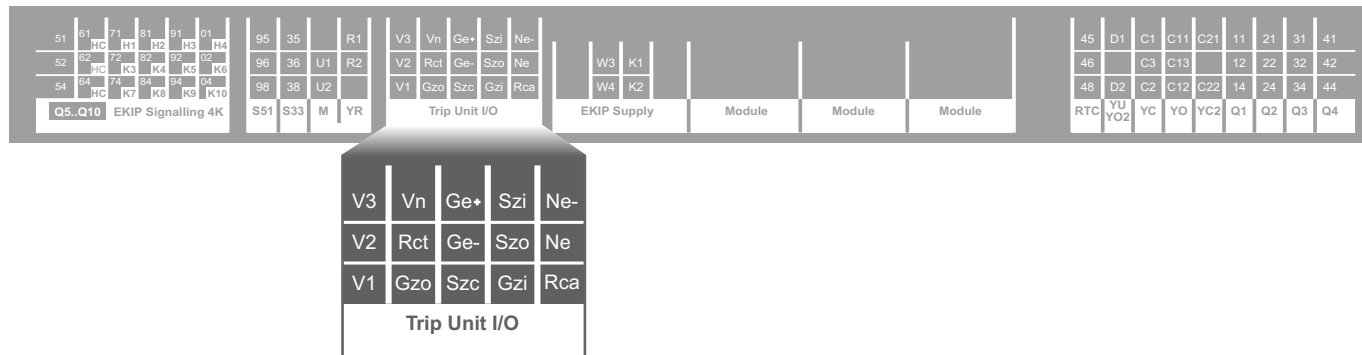 51 61 HC 71 H1 81 H2 91 H3 01 H4 95 35 R1 V3 Vn Ge+ Szi Ne- 45 D1 C1 C11 C21 11 21 31 41
52 62 HC 72 K3 82 K4 92 K5 02 K6 96 36 U1 R2 V2 Rct Ge- Szo Ne W3 K1 46 C3 C13 12 22 32 42
54 64 HC 74 K7 84 K8 94 K9 04 K10 98 38 U2 V1 Gzo Szc Gzi Rca W4 K2 48 D2 C2 C12 C22 14 24 34 44
Q5..Q10 EKIP Signalling 4K S51 S33 M YR Trip Unit I/O EKIP Supply Module Module Module RTC YU YO2 YC YO YC2 Q1 Q2 Q3 Q4
V3 Vn Ge+ Szi Ne-
V2 Rct Ge- Szo Ne
V1 Gzo Szc Gzi Rca
Trip Unit I/O